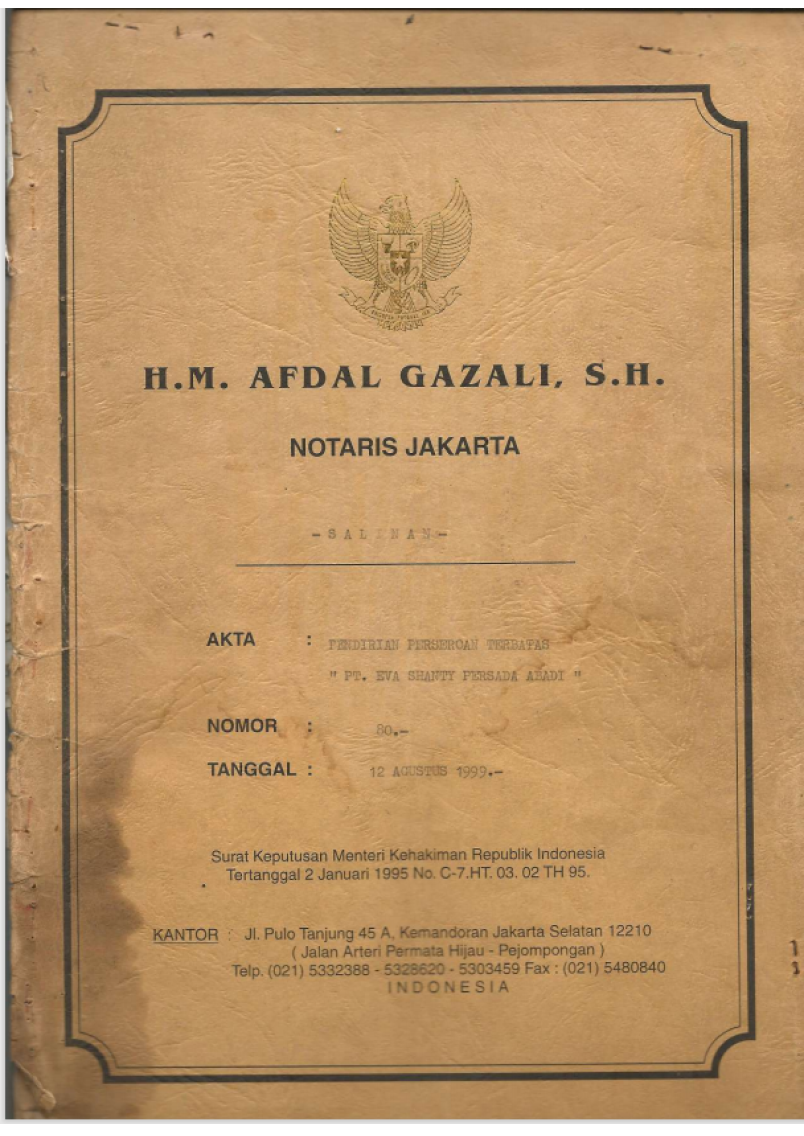 H.M. AFDAL GAZALI, S.H.
NOTARIS JAKARTA
- S A L I N A N -
AKTA : PENDIRIAN PERSEROAN TERBATAS
" PT. EVA SHANTY PERSADA ABADI "
NOMOR : 80.-
TANGGAL : 12 AGUSTUS 1999.-
Surat Keputusan Menteri Kehakiman Republik Indonesia
Tertanggal 2 Januari 1995 No. C-7.HT. 03. 02 TH 95.
KANTOR : Jl. Pulo Tanjung 45 A, Kemandoran Jakarta Selatan 12210
( Jalan Arteri Permata Hijau - Pejompongan )
Telp. (021) 5332388 - 5328620 - 5303459 Fax : (021) 5480840
I N D O N E S I A